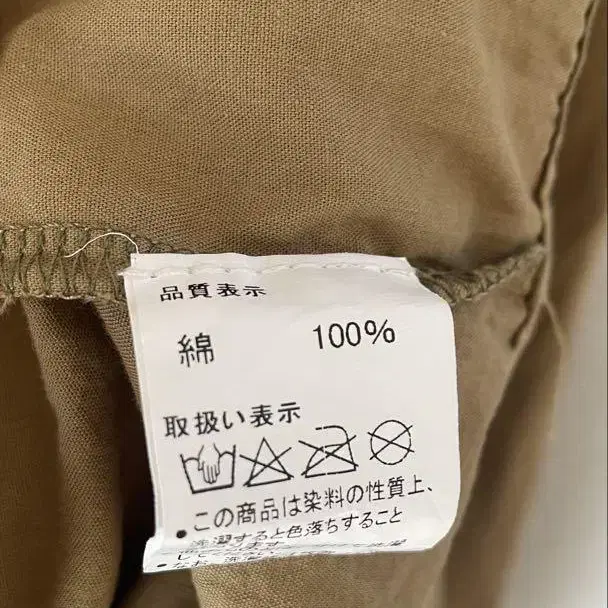 品質表示
綿 100%
取扱い表示
・この商品は染料の性質上、
洗濯すると色落ちすること